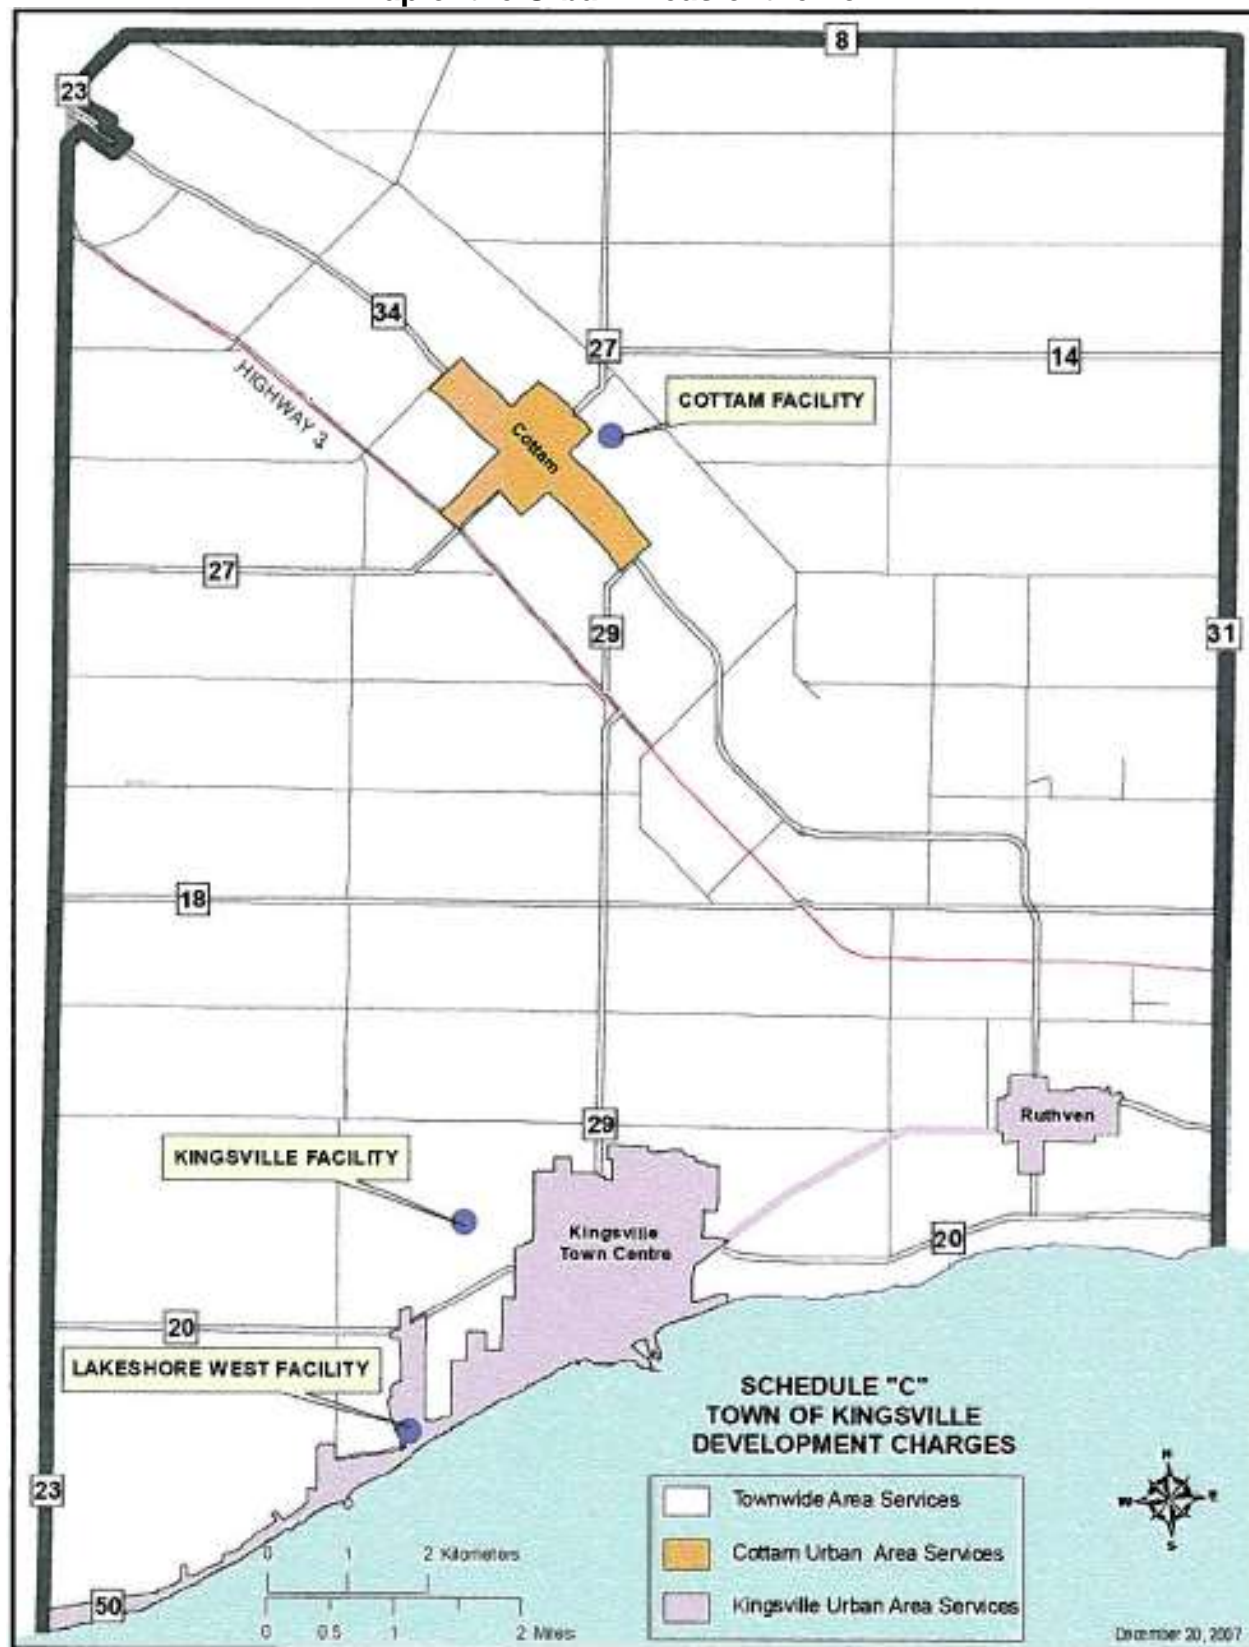 8
23
34
27
14
COTTAM FACILITY
HIGHWAY 3
Cottam
27
29
31
18
29
Ruthven
KINGSVILLE FACILITY
Kingsville
Town Centre
20
20
LAKESHORE WEST FACILITY
SCHEDULE "C"
TOWN OF KINGSVILLE
DEVELOPMENT CHARGES
N
W
E
S
23
Townwide Area Services
0 1 2 Kilometers
Cottam Urban Area Services
50
Kingsville Urban Area Services
0 0.5 1 2 Miles
December 20, 2007